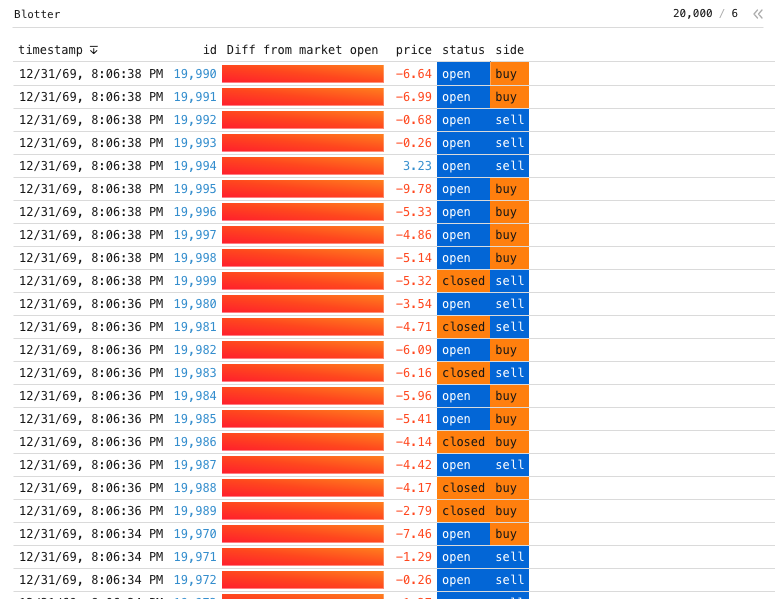 Blotter 20,000 / 6
timestamp id Diff from market open price status side
12/31/69, 8:06:38 PM 19,990 −6.64 open buy
12/31/69, 8:06:38 PM 19,991 −6.99 open buy
12/31/69, 8:06:38 PM 19,992 −0.68 open sell
12/31/69, 8:06:38 PM 19,993 −0.26 open sell
12/31/69, 8:06:38 PM 19,994 3.23 open sell
12/31/69, 8:06:38 PM 19,995 −9.78 open buy
12/31/69, 8:06:38 PM 19,996 −5.33 open buy
12/31/69, 8:06:38 PM 19,997 −4.86 open buy
12/31/69, 8:06:38 PM 19,998 −5.14 open buy
12/31/69, 8:06:38 PM 19,999 −5.32 closed sell
12/31/69, 8:06:36 PM 19,980 −3.54 open sell
12/31/69, 8:06:36 PM 19,981 −4.71 closed sell
12/31/69, 8:06:36 PM 19,982 −6.09 open buy
12/31/69, 8:06:36 PM 19,983 −6.16 closed sell
12/31/69, 8:06:36 PM 19,984 −5.96 open buy
12/31/69, 8:06:36 PM 19,985 −5.41 open buy
12/31/69, 8:06:36 PM 19,986 −4.14 closed buy
12/31/69, 8:06:36 PM 19,987 −4.42 open sell
12/31/69, 8:06:36 PM 19,988 −4.17 closed buy
12/31/69, 8:06:36 PM 19,989 −2.79 closed buy
12/31/69, 8:06:34 PM 19,970 −7.46 open buy
12/31/69, 8:06:34 PM 19,971 −1.29 open sell
12/31/69, 8:06:34 PM 19,972 −0.26 open sell